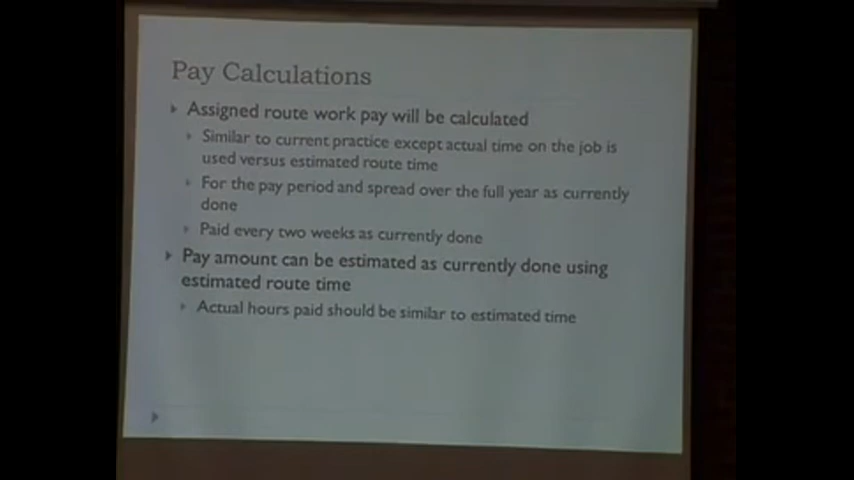 Pay Calculations
Assigned route work pay will be calculated
Similar to current practice except actual time on the job is
used versus estimated route time
For the pay period and spread over the full year as currently
done
Paid every two weeks as currently done
Pay amount can be estimated as currently done using
estimated route time
Actual hours paid should be similar to estimated time